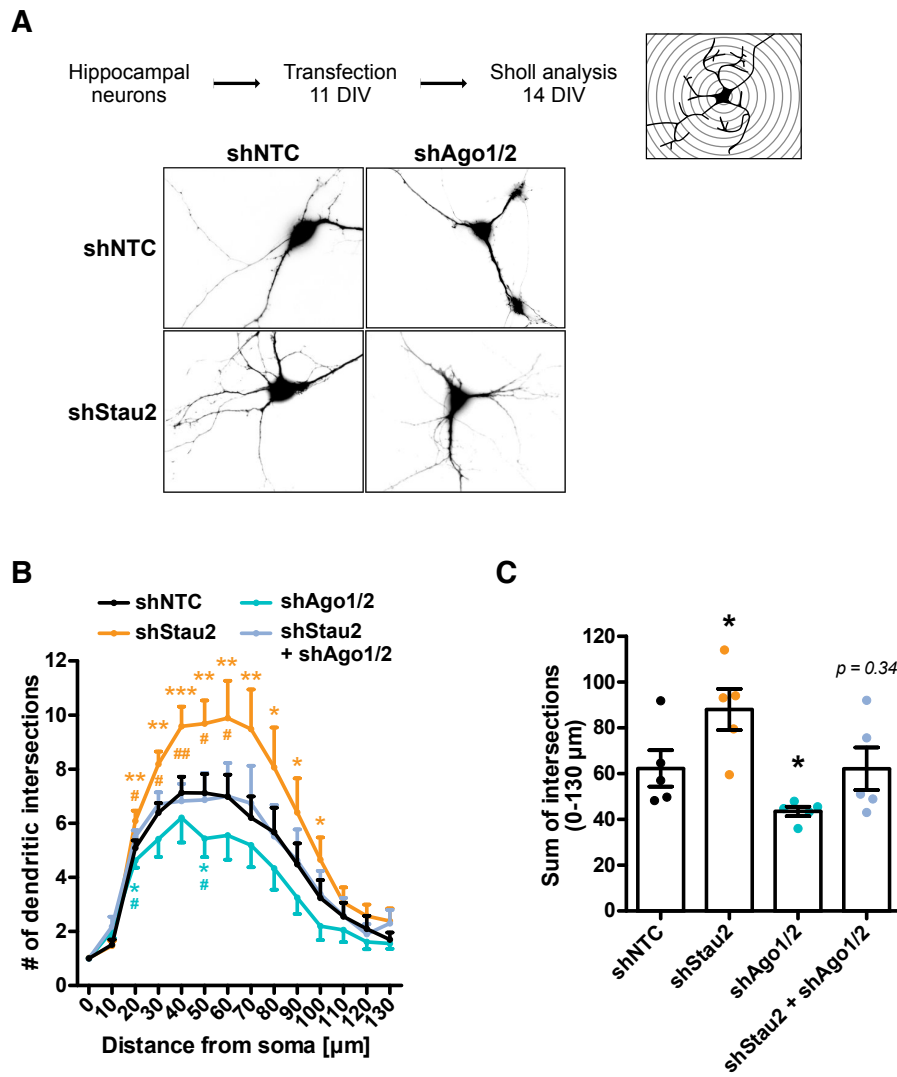 A
Hippocampal neurons
Transfection 11 DIV
Sholl analysis 14 DIV
shNTC
shAgo1/2
shNTC
shStau2
B
shNTC
shStau2
shAgo1/2
shStau2 + shAgo1/2
# of dendritic intersections
12
10
8
6
4
2
0
** ** *** ** ** ** * * *
# # ## # #
* *
# #
0 10 20 30 40 50 60 70 80 90 100 110 120 130
Distance from soma [µm]
C
Sum of intersections
(0-130 µm)
120
100
80
60
40
20
0
*
*
p = 0.34
shNTC
shStau2
shAgo1/2
shStau2 + shAgo1/2